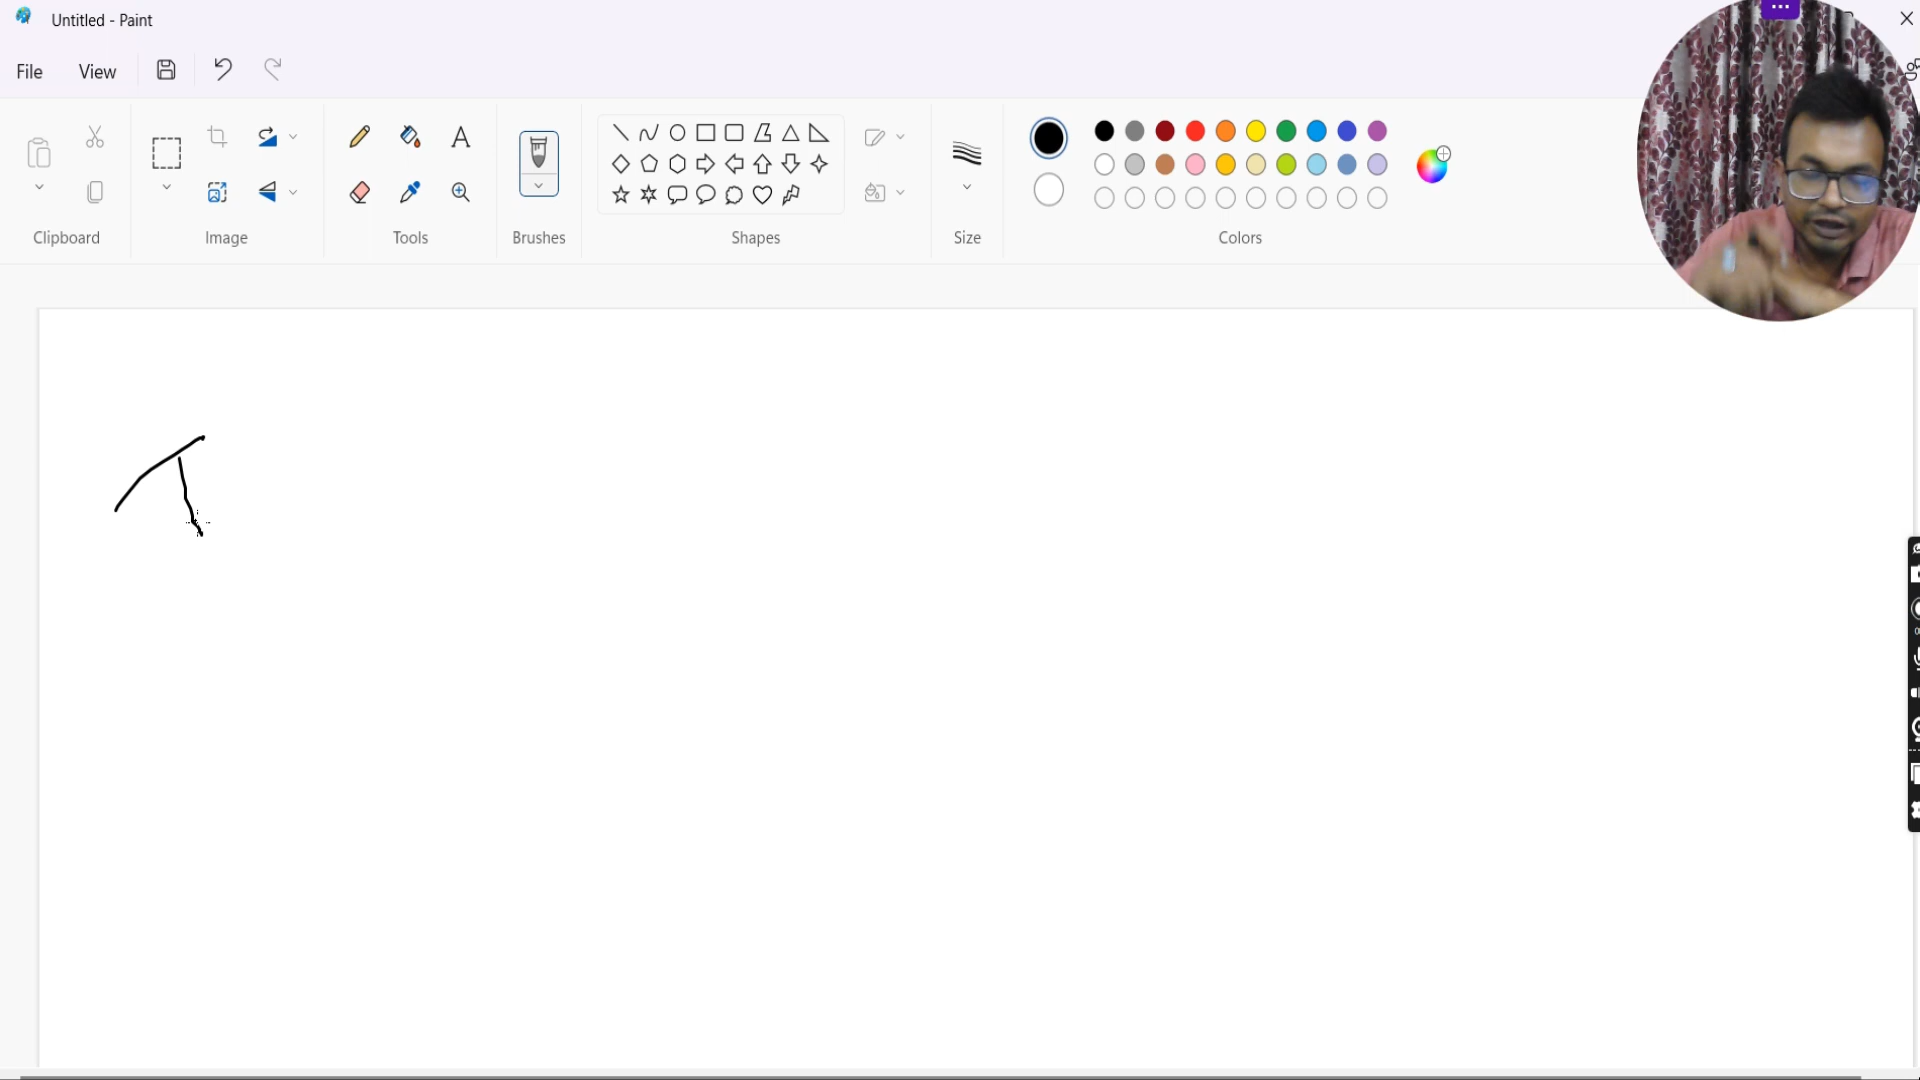 Untitled - Paint
File View
Clipboard
Image
Tools
Brushes
Shapes
Size
Colors